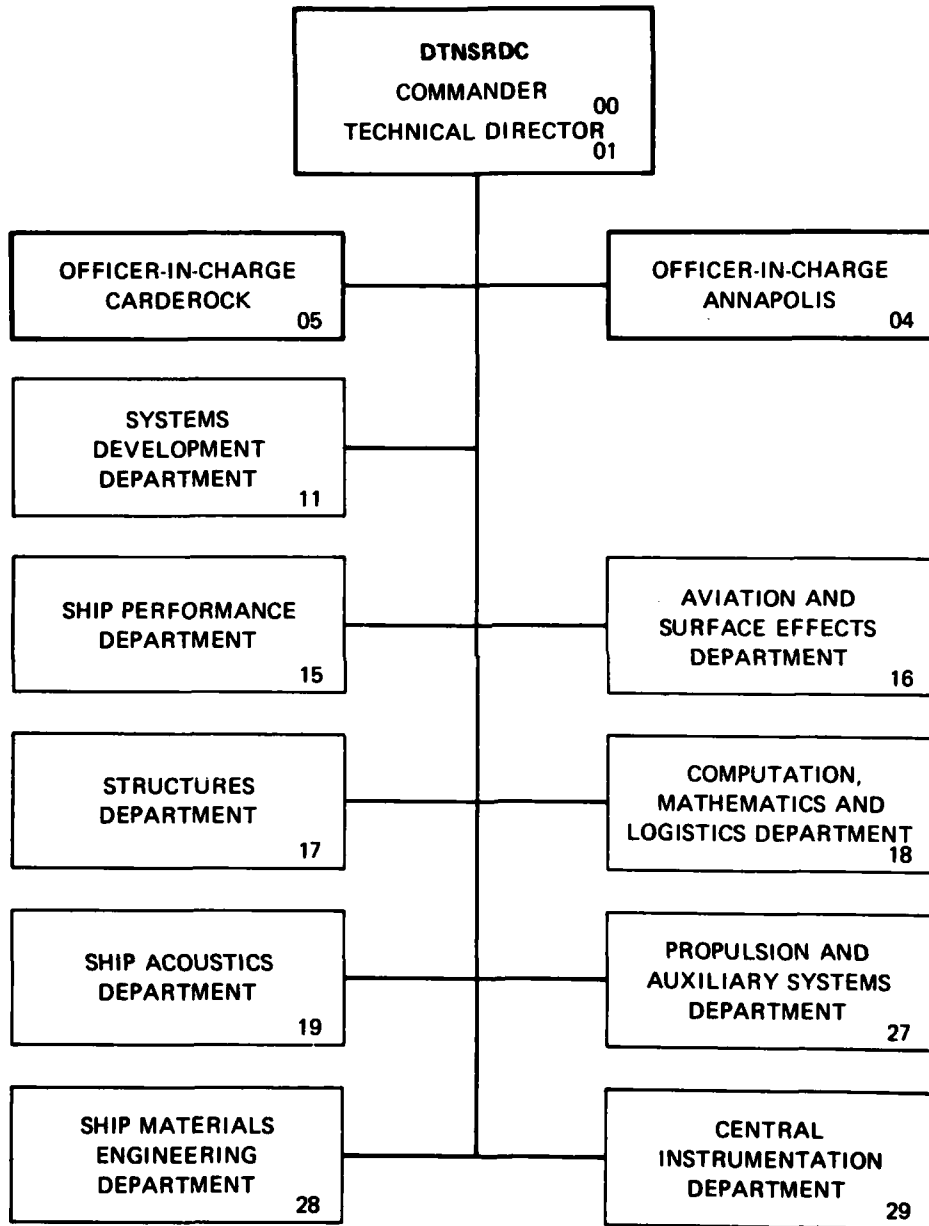 DTNSRDC
COMMANDER
00
TECHNICAL DIRECTOR
01
OFFICER-IN-CHARGE
CARDEROCK
05
OFFICER-IN-CHARGE
ANNAPOLIS
04
SYSTEMS
DEVELOPMENT
DEPARTMENT
11
SHIP PERFORMANCE
DEPARTMENT
15
AVIATION AND
SURFACE EFFECTS
DEPARTMENT
16
STRUCTURES
DEPARTMENT
17
COMPUTATION,
MATHEMATICS AND
LOGISTICS DEPARTMENT
18
SHIP ACOUSTICS
DEPARTMENT
19
PROPULSION AND
AUXILIARY SYSTEMS
DEPARTMENT
27
SHIP MATERIALS
ENGINEERING
DEPARTMENT
28
CENTRAL
INSTRUMENTATION
DEPARTMENT
29